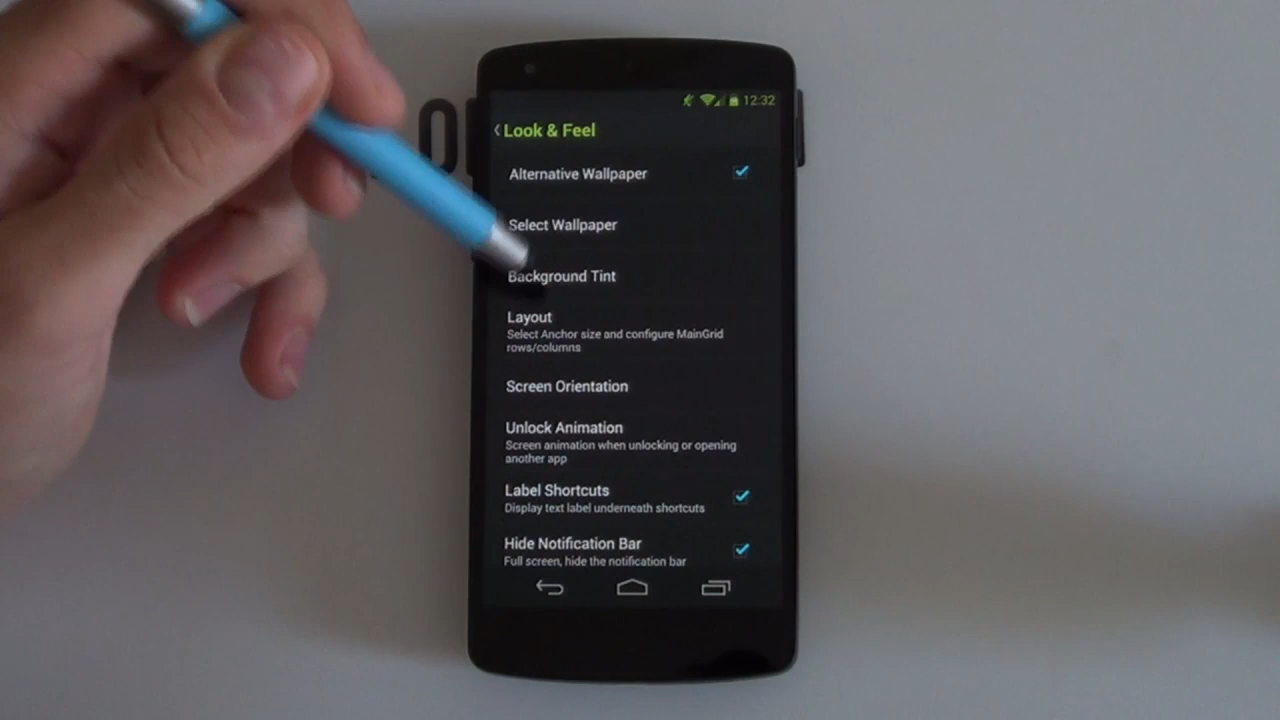 12:32
Look & Feel
Alternative Wallpaper
Select Wallpaper
Background Tint
Layout
Select Anchor size and configure MainGrid
rows/columns
Screen Orientation
Unlock Animation
Screen animation when unlocking or opening
another app
Label Shortcuts
Display text label underneath shortcuts
Hide Notification Bar
Full screen, hide the notification bar